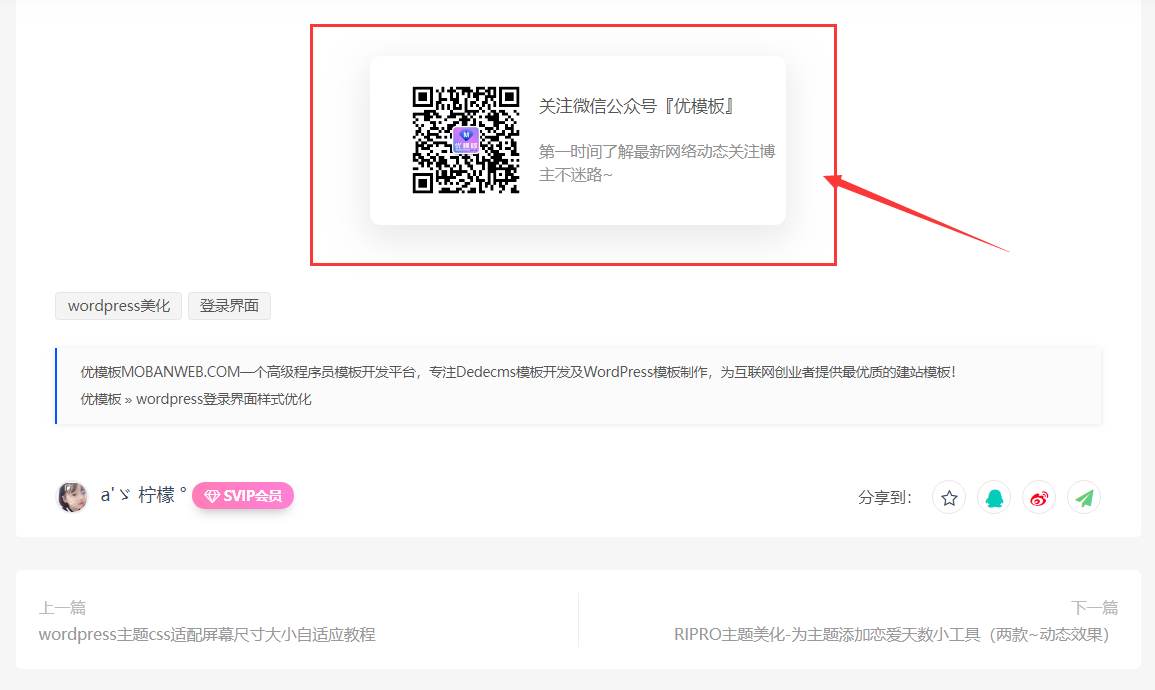 关注微信公众号『优模板』
M
优模板
第一时间了解最新网络动态关注博
主不迷路~
wordpress美化 登录界面
优模板MOBANWEB.COM—个高级程序员模板开发平台，专注Dedecms模板开发及WordPress模板制作，为互联网创业者提供最优质的建站模板！
优模板 » wordpress登录界面样式优化
a'ゞ 柠檬 ° SVIP会员 分享到：
上一篇 下一篇
wordpress主题css适配屏幕尺寸大小自适应教程 RIPRO主题美化-为主题添加恋爱天数小工具（两款~动态效果）